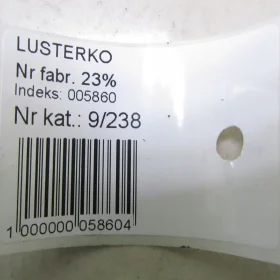 LUSTERKO
Nr fabr. 23%
Indeks: 005860
Nr kat.: 9/238
1 000000 058604